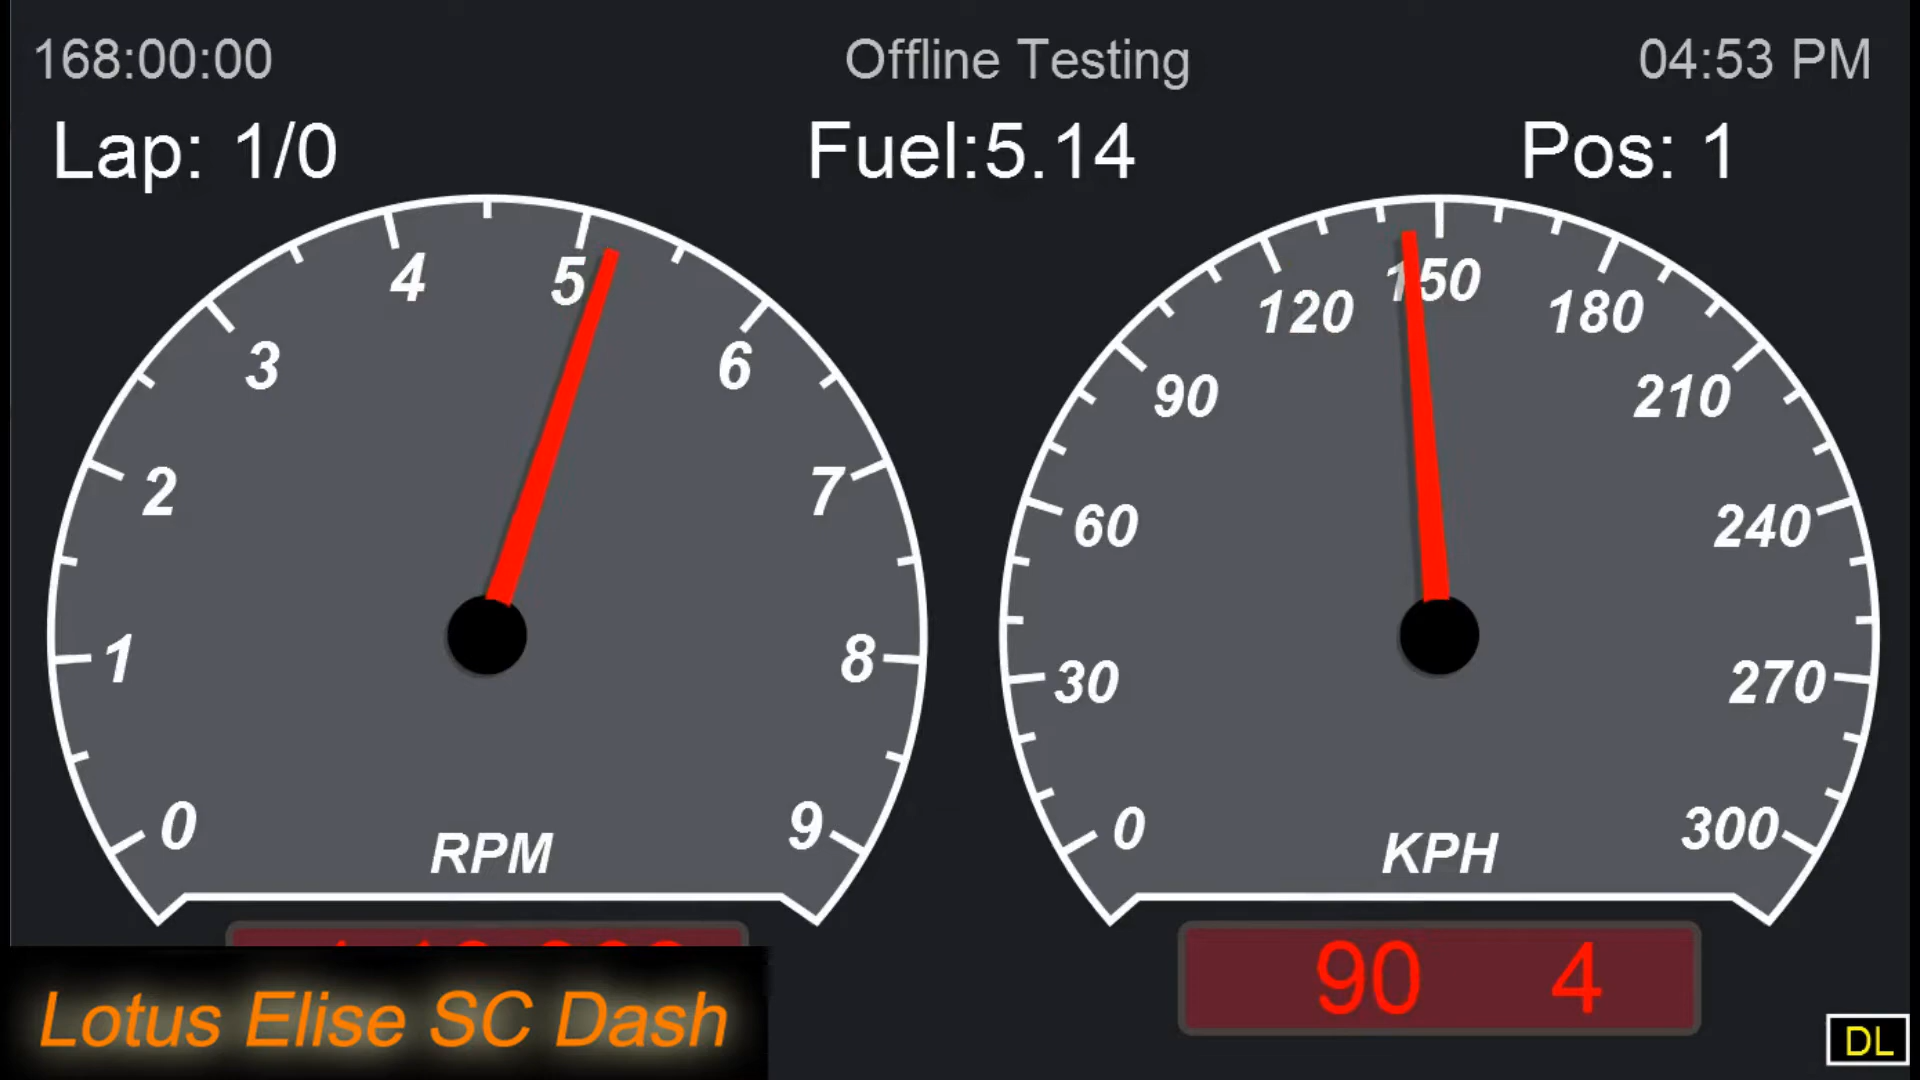 168:00:00 Offline Testing 04:53 PM
Lap: 1/0 Fuel:5.14 Pos: 1
0 1 2 3 4 5 6 7 8 9
RPM
0 30 60 90 120 150 180 210 240 270 300
KPH
90 4
Lotus Elise SC Dash
DL